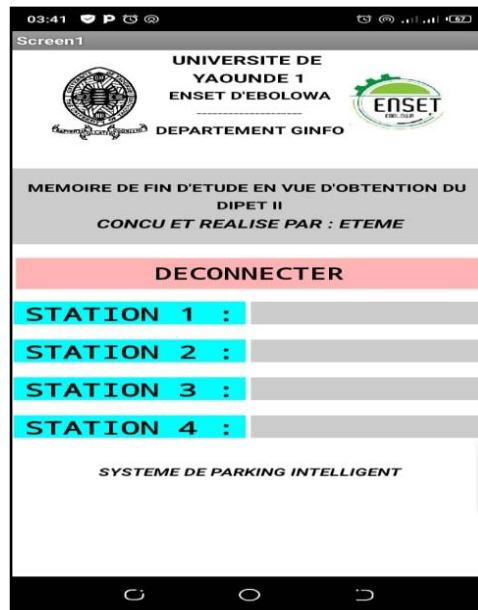 03:41
67
Screen1
UNIVERSITE DE
YAOUNDE 1
ENSET D'EBOLOWA
--------------------
DEPARTEMENT GINFO
ENSET
EBOLOWA
MEMOIRE DE FIN D'ETUDE EN VUE D'OBTENTION DU
DIPET II
CONCU ET REALISE PAR : ETEME
DECONNECTER
STATION 1 :
STATION 2 :
STATION 3 :
STATION 4 :
SYSTEME DE PARKING INTELLIGENT